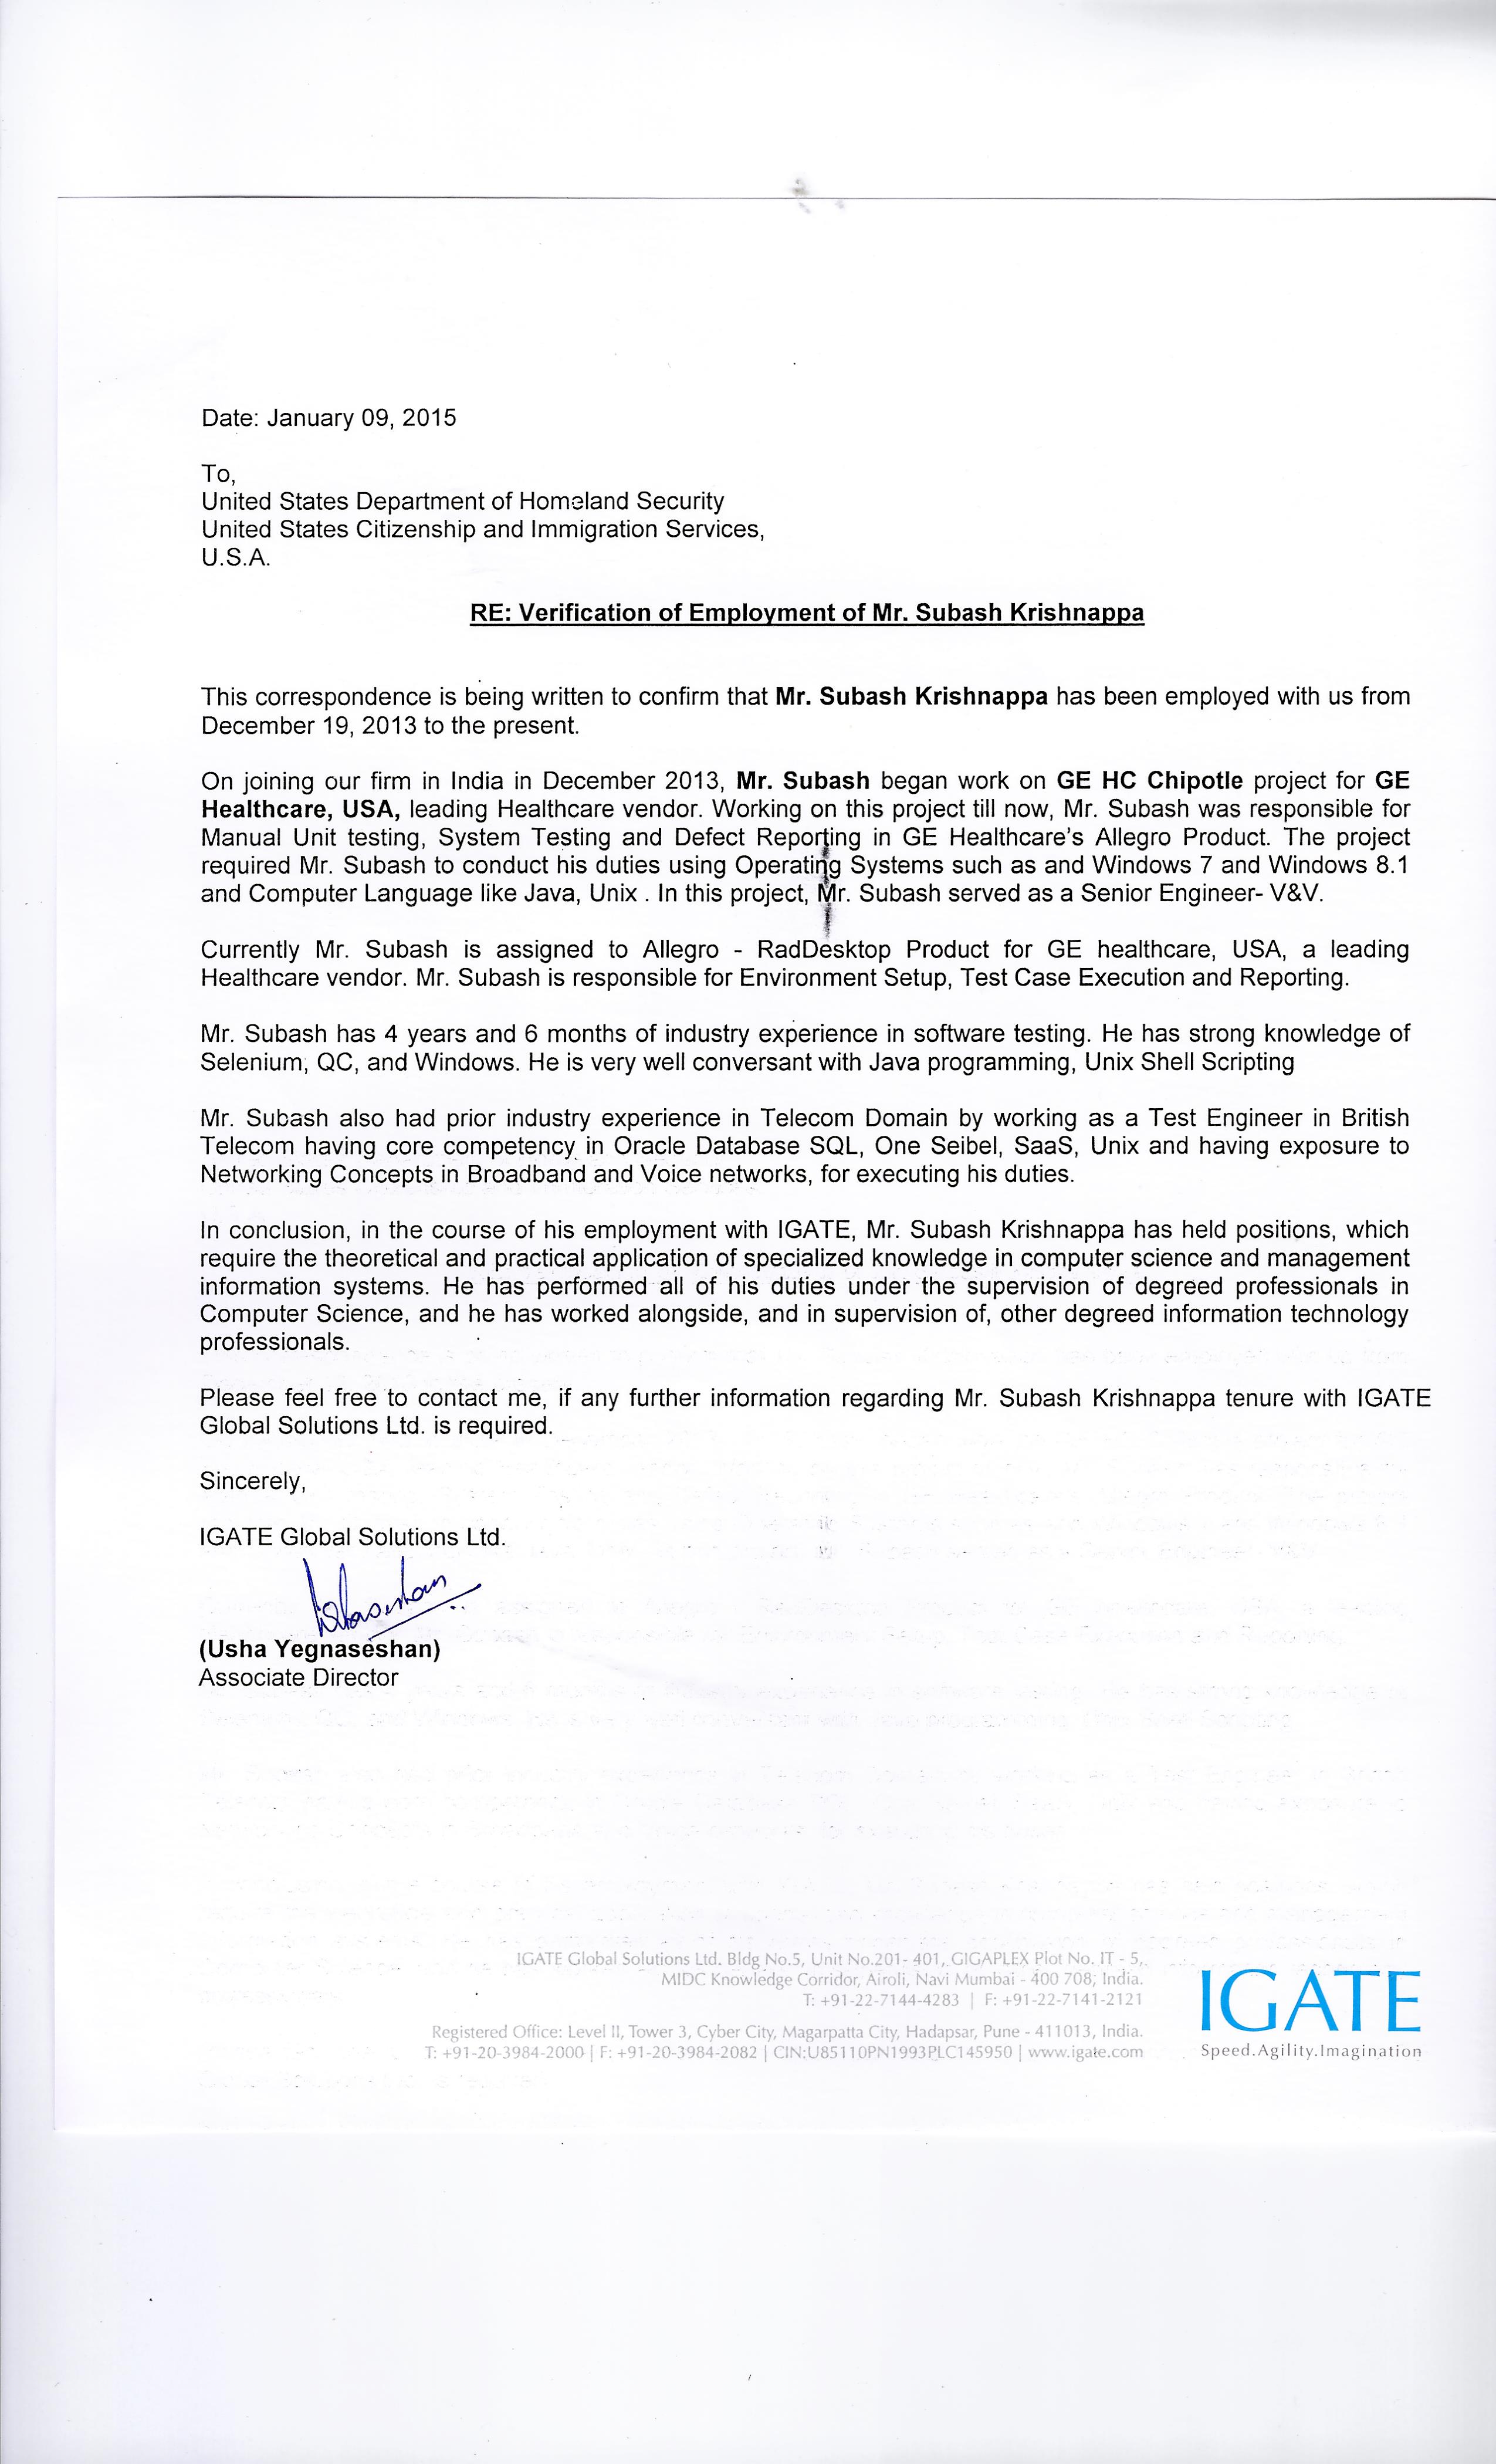 Date: January 09, 2015
To,
United States Department of Homeland Security
United States Citizenship and Immigration Services,
U.S.A.
RE: Verification of Employment of Mr. Subash Krishnappa
This correspondence is being written to confirm that Mr. Subash Krishnappa has been employed with us from
December 19, 2013 to the present.
On joining our firm in India in December 2013, Mr. Subash began work on GE HC Chipotle project for GE
Healthcare, USA, leading Healthcare vendor. Working on this project till now, Mr. Subash was responsible for
Manual Unit testing, System Testing and Defect Reporting in GE Healthcare's Allegro Product. The project
required Mr. Subash to conduct his duties using Operating Systems such as and Windows 7 and Windows 8.1
and Computer Language like Java, Unix . In this project, Mr. Subash served as a Senior Engineer- V&V.
Currently Mr. Subash is assigned to Allegro - RadDesktop Product for GE healthcare, USA, a leading
Healthcare vendor. Mr. Subash is responsible for Environment Setup, Test Case Execution and Reporting.
Mr. Subash has 4 years and 6 months of industry experience in software testing. He has strong knowledge of
Selenium, QC, and Windows. He is very well conversant with Java programming, Unix Shell Scripting
Mr. Subash also had prior industry experience in Telecom Domain by working as a Test Engineer in British
Telecom having core competency in Oracle Database SQL, One Seibel, SaaS, Unix and having exposure to
Networking Concepts in Broadband and Voice networks, for executing his duties.
In conclusion, in the course of his employment with IGATE, Mr. Subash Krishnappa has held positions, which
require the theoretical and practical application of specialized knowledge in computer science and management
information systems. He has performed all of his duties under the supervision of degreed professionals in
Computer Science, and he has worked alongside, and in supervision of, other degreed information technology
professionals.
Please feel free to contact me, if any further information regarding Mr. Subash Krishnappa tenure with IGATE
Global Solutions Ltd. is required.
Sincerely,
IGATE Global Solutions Ltd.
(Usha Yegnaseshan)
Associate Director
IGATE Global Solutions Ltd. Bldg No.5, Unit No.201- 401, GIGAPLEX Plot No. IT - 5,
MIDC Knowledge Corridor, Airoli, Navi Mumbai - 400 708, India.
T: +91-22-7144-4283 | F: +91-22-7141-2121
Registered Office: Level II, Tower 3, Cyber City, Magarpatta City, Hadapsar, Pune - 411013, India.
T: +91-20-3984-2000 | F: +91-20-3984-2082 | CIN:U85110PN1993PLC145950 | www.igate.com
IGATE
Speed.Agility.Imagination